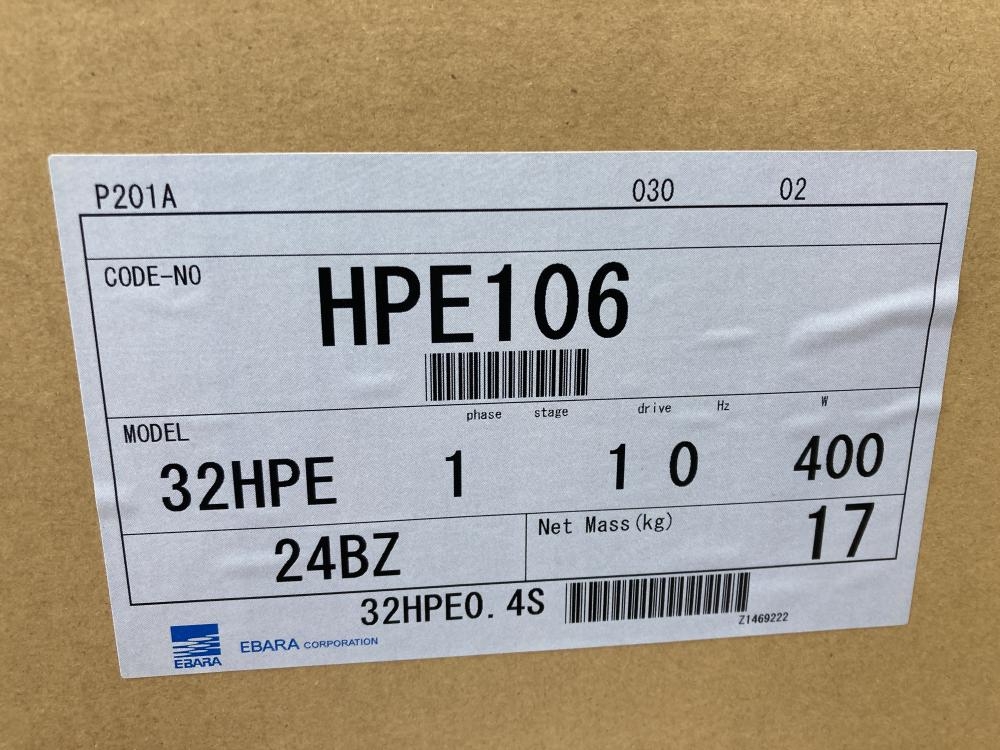 P201A 030 02
CODE-NO
HPE106
phase stage drive Hz W
MODEL
32HPE 1 1 0 400
24BZ
Net Mass(kg) 17
32HPE0.4S
Z1469222
EBARA
EBARA CORPORATION